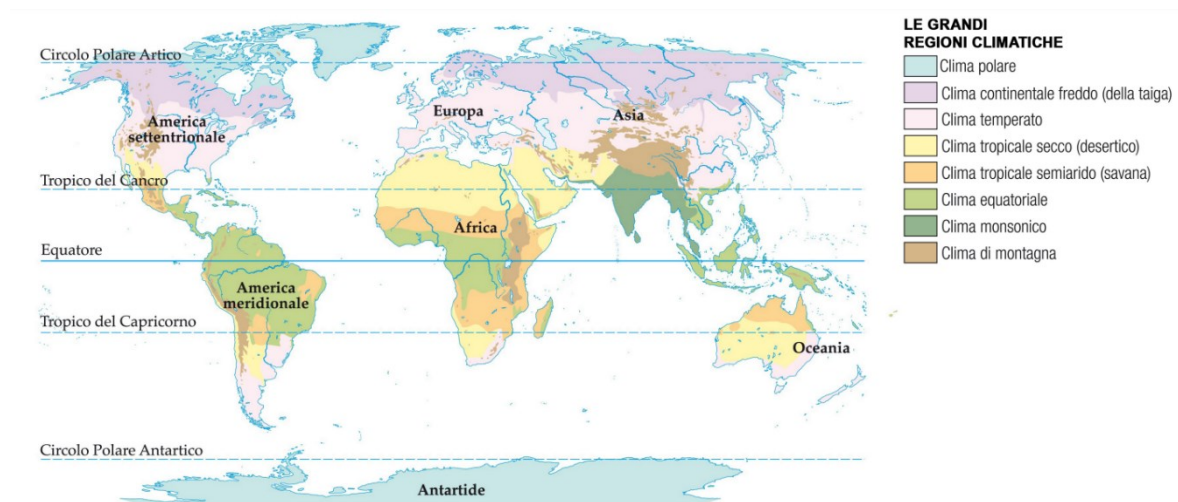 LE GRANDI
REGIONI CLIMATICHE
Clima polare
Clima continentale freddo (della taiga)
Clima temperato
Clima tropicale secco (desertico)
Clima tropicale semiarido (savana)
Clima equatoriale
Clima monsonico
Clima di montagna
Circolo Polare Artico
America
settentrionale
Europa
Asia
Tropico del Cancro
Africa
Equatore
America
meridionale
Tropico del Capricorno
Oceania
Circolo Polare Antartico
Antartide